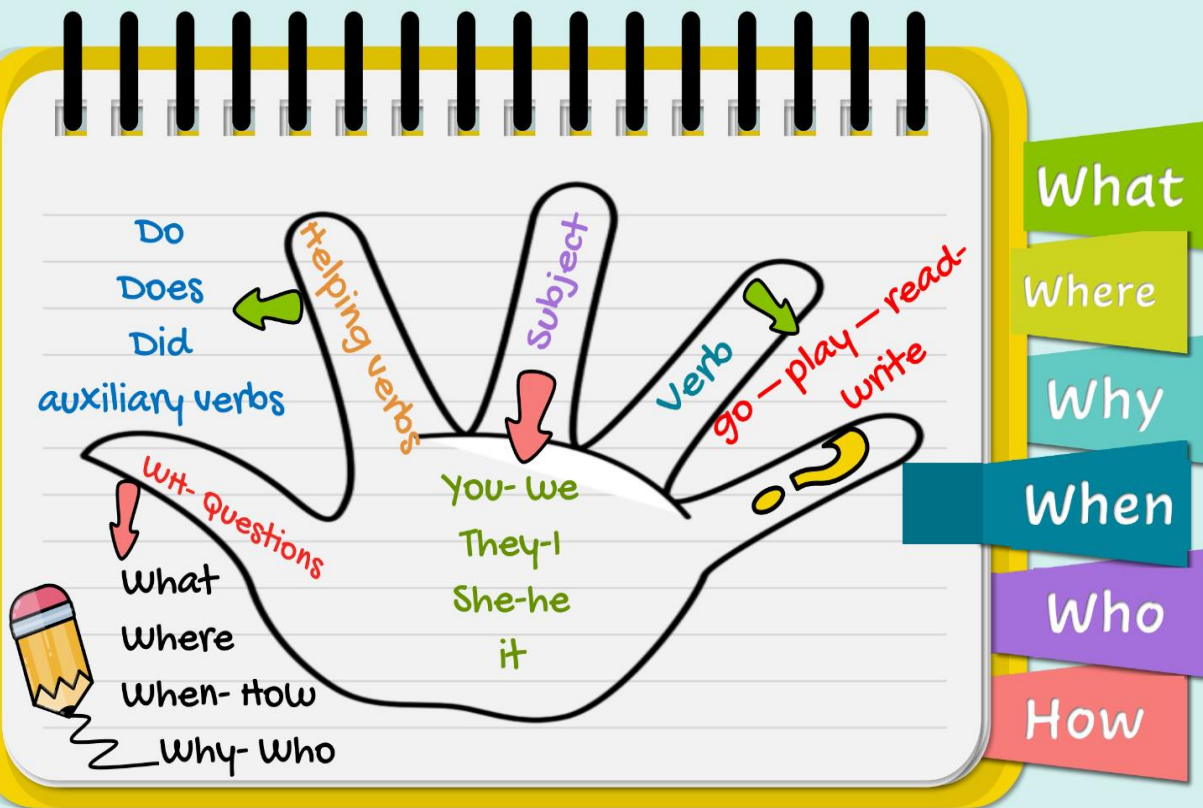 Do
Does
Did
auxiliary verbs
Helping verbs
Subject
Verb
go – play – read-
write
?
WH- Questions
What
Where
When- How
Why- Who
You- we
They-I
She-he
it
What
Where
Why
When
Who
How